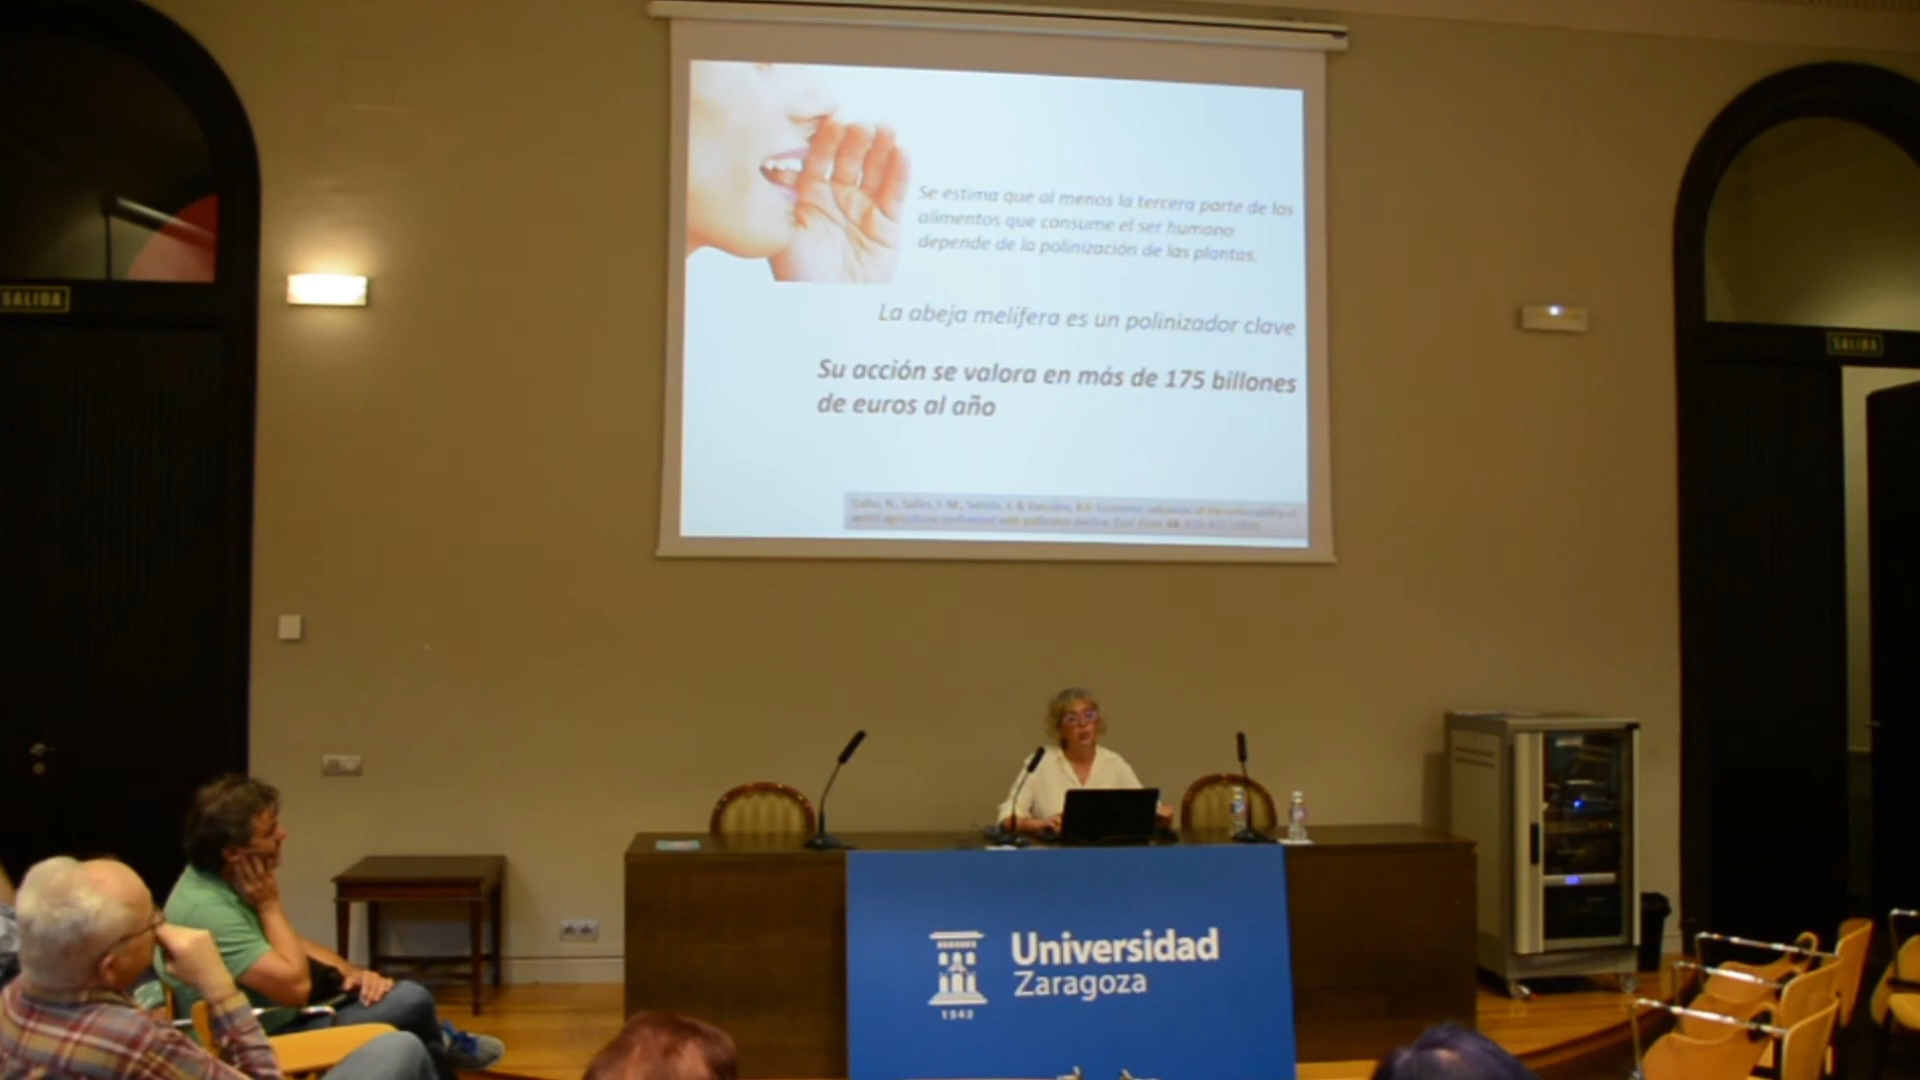 Se estima que al menos la tercera parte de los
alimentos que consume el ser humano
depende de la polinización de las plantas.
La abeja melífera es un polinizador clave
Su acción se valora en más de 175 billones
de euros al año
SALIDA
SALIDA
Universidad
Zaragoza
1542